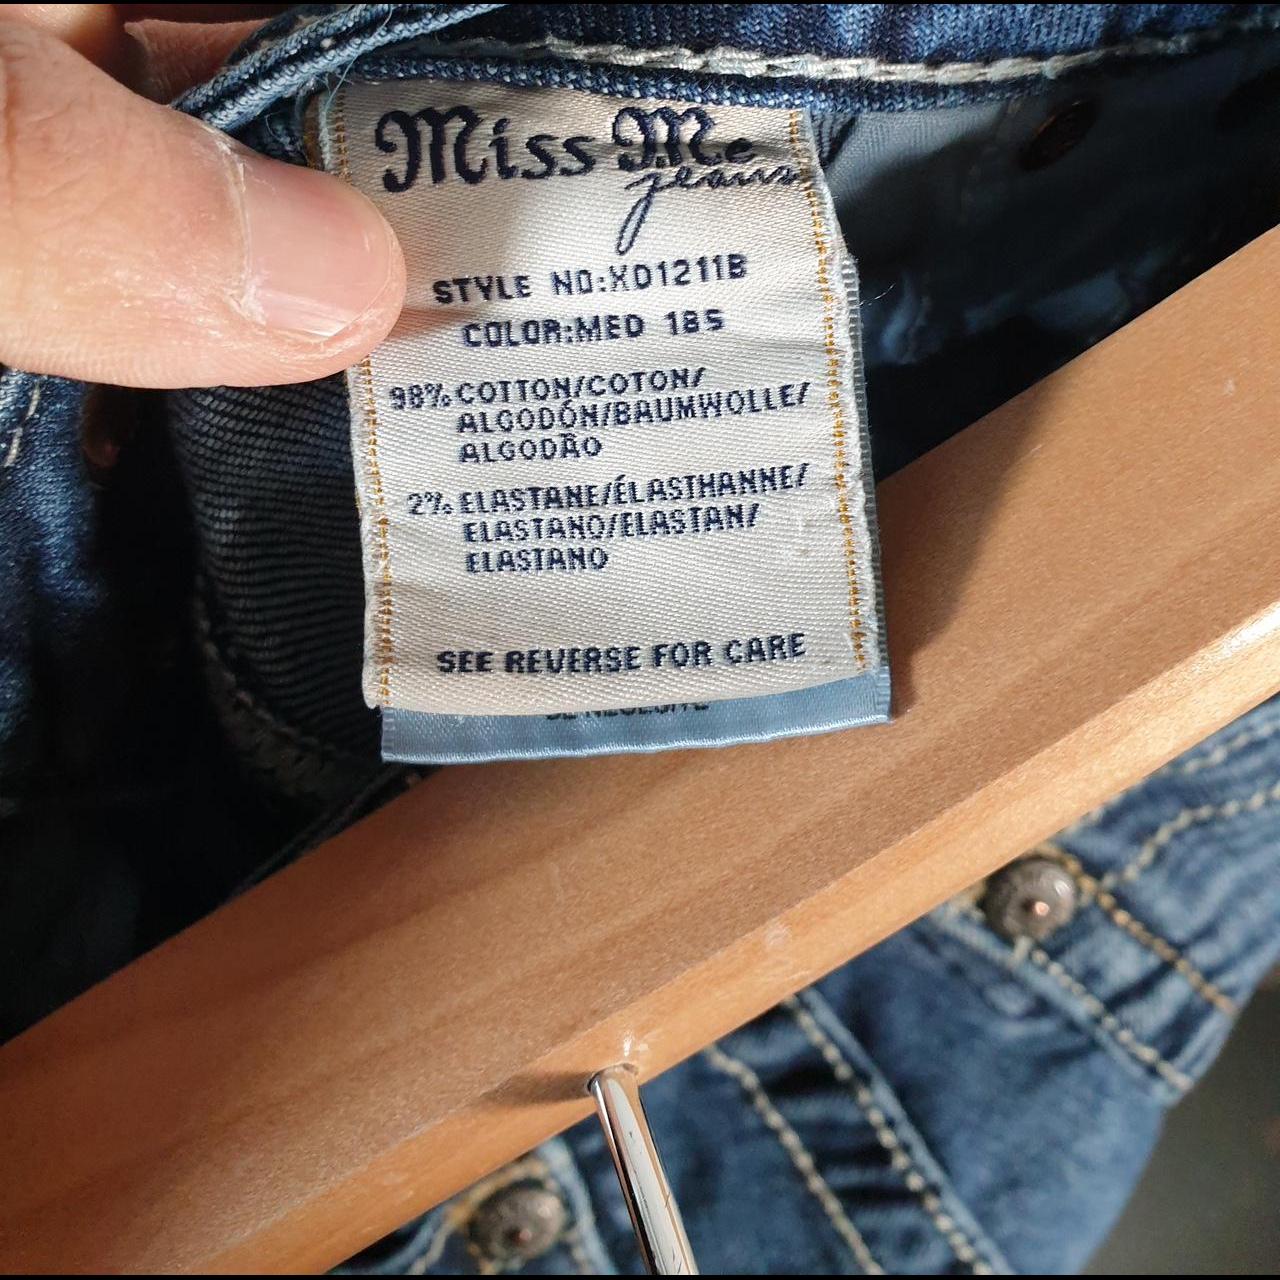 Miss Me
jeans
STYLE NO:XD1211B
COLOR:MED 185
98% COTTON/COTON/
ALGODÓN/BAUMWOLLE/
ALGODÃO
2% ELASTANE/ÉLASTHANNE/
ELASTANO/ELASTAN/
ELASTANO
SEE REVERSE FOR CARE